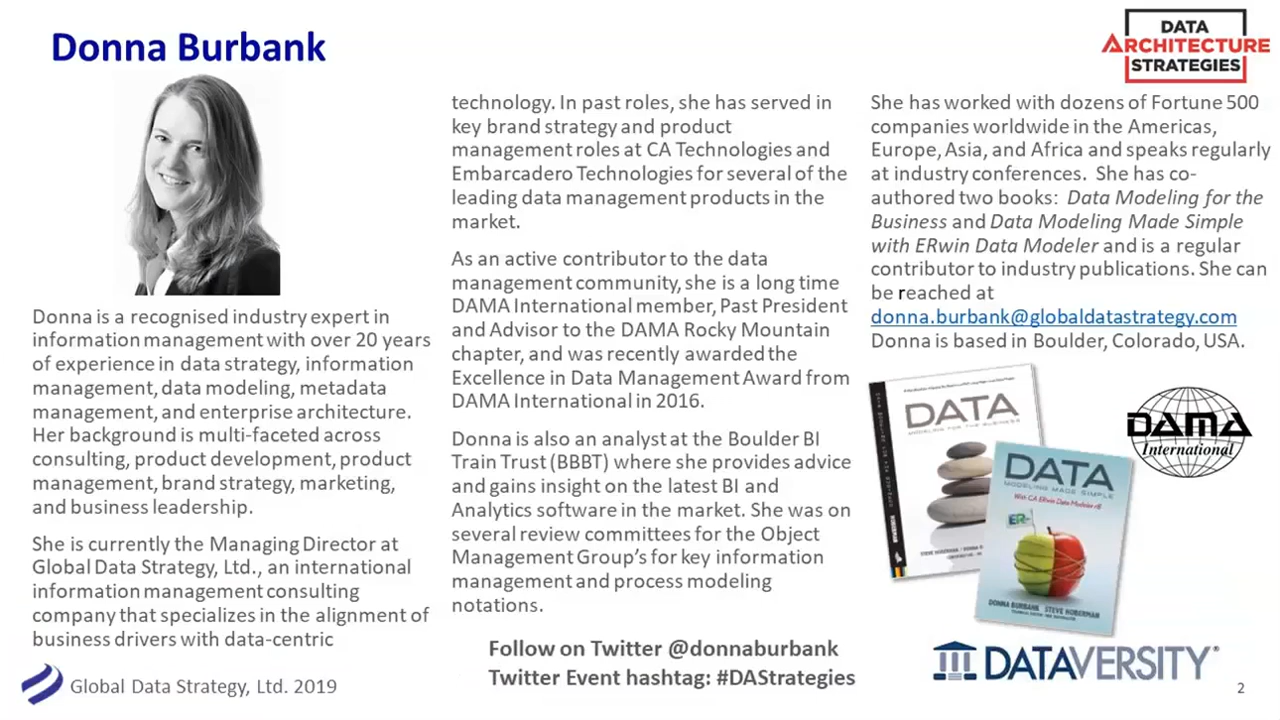 Donna Burbank
DATA
ARCHITECTURE
STRATEGIES
Donna is a recognised industry expert in
information management with over 20 years
of experience in data strategy, information
management, data modeling, metadata
management, and enterprise architecture.
Her background is multi-faceted across
consulting, product development, product
management, brand strategy, marketing,
and business leadership.
She is currently the Managing Director at
Global Data Strategy, Ltd., an international
information management consulting
company that specializes in the alignment of
business drivers with data-centric
technology. In past roles, she has served in
key brand strategy and product
management roles at CA Technologies and
Embarcadero Technologies for several of the
leading data management products in the
market.
As an active contributor to the data
management community, she is a long time
DAMA International member, Past President
and Advisor to the DAMA Rocky Mountain
chapter, and was recently awarded the
Excellence in Data Management Award from
DAMA International in 2016.
Donna is also an analyst at the Boulder BI
Train Trust (BBBT) where she provides advice
and gains insight on the latest BI and
Analytics software in the market. She was on
several review committees for the Object
Management Group's for key information
management and process modeling
notations.
Follow on Twitter @donnaburbank
Twitter Event hashtag: #DAStrategies
She has worked with dozens of Fortune 500
companies worldwide in the Americas,
Europe, Asia, and Africa and speaks regularly
at industry conferences. She has co-
authored two books: Data Modeling for the
Business and Data Modeling Made Simple
with ERwin Data Modeler and is a regular
contributor to industry publications. She can
be reached at
donna.burbank@globaldatastrategy.com
Donna is based in Boulder, Colorado, USA.
DATA
MODELING FOR THE BUSINESS
DATA
MODELING MADE SIMPLE
With CA ERwin Data Modeler r8
ER
DONNA BURBANK STEVE HOBERMAN
DAMA
International
DATAVERSITY
Global Data Strategy, Ltd. 2019
2